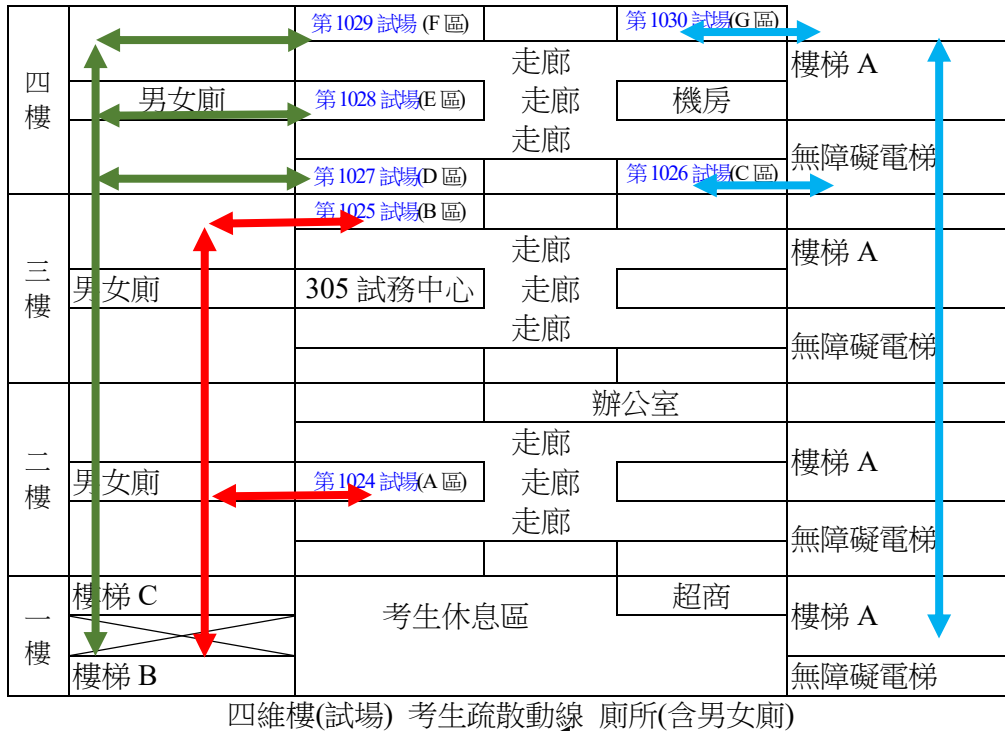 第1029 試場 (F 區)
第1030 試場(G 區)
四樓
走廊
樓梯 A
男女廁
第1028 試場(E 區)
走廊
機房
走廊
無障礙電梯
第1027 試場(D 區)
第1026 試場(C 區)
第1025 試場(B 區)
三樓
走廊
樓梯 A
男女廁
305 試務中心
走廊
走廊
無障礙電梯
辦公室
二樓
走廊
樓梯 A
男女廁
第1024 試場(A 區)
走廊
走廊
無障礙電梯
一樓
樓梯 C
考生休息區
超商
樓梯 A
樓梯 B
無障礙電梯
四維樓(試場) 考生疏散動線 廁所(含男女廁)